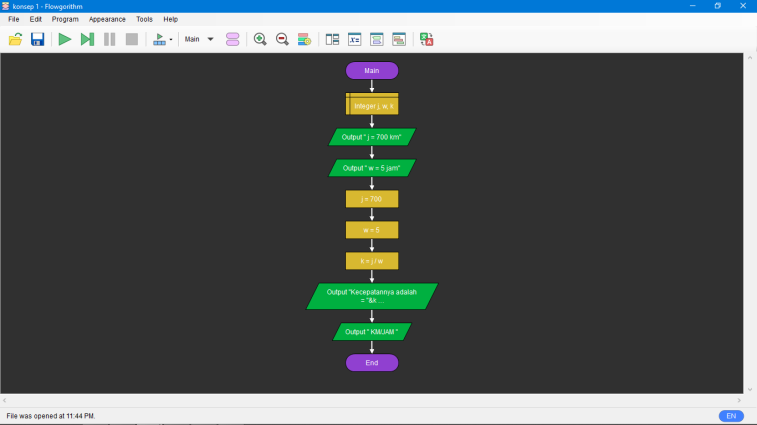 konsep 1 - Flowgorithm
File Edit Program Appearance Tools Help
Main
Main
Integer j, w, k
Output " j = 700 km"
Output " w = 5 jam"
j = 700
w = 5
k = j / w
Output "Kecepatannya adalah
= "&k ...
Output " KM/JAM "
End
File was opened at 11:44 PM.
EN